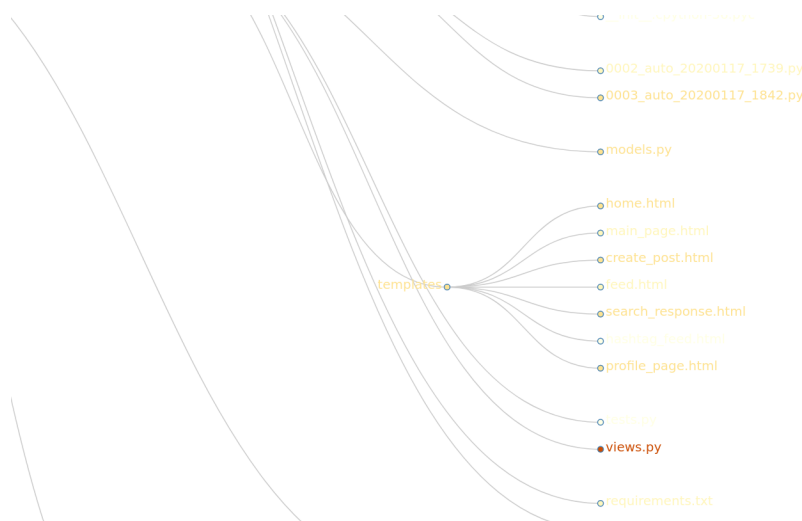 0002_auto_20200117_1739.py
0003_auto_20200117_1842.py
models.py
home.html
main_page.html
create_post.html
templates
feed.html
search_response.html
profile_page.html
views.py
requirements.txt